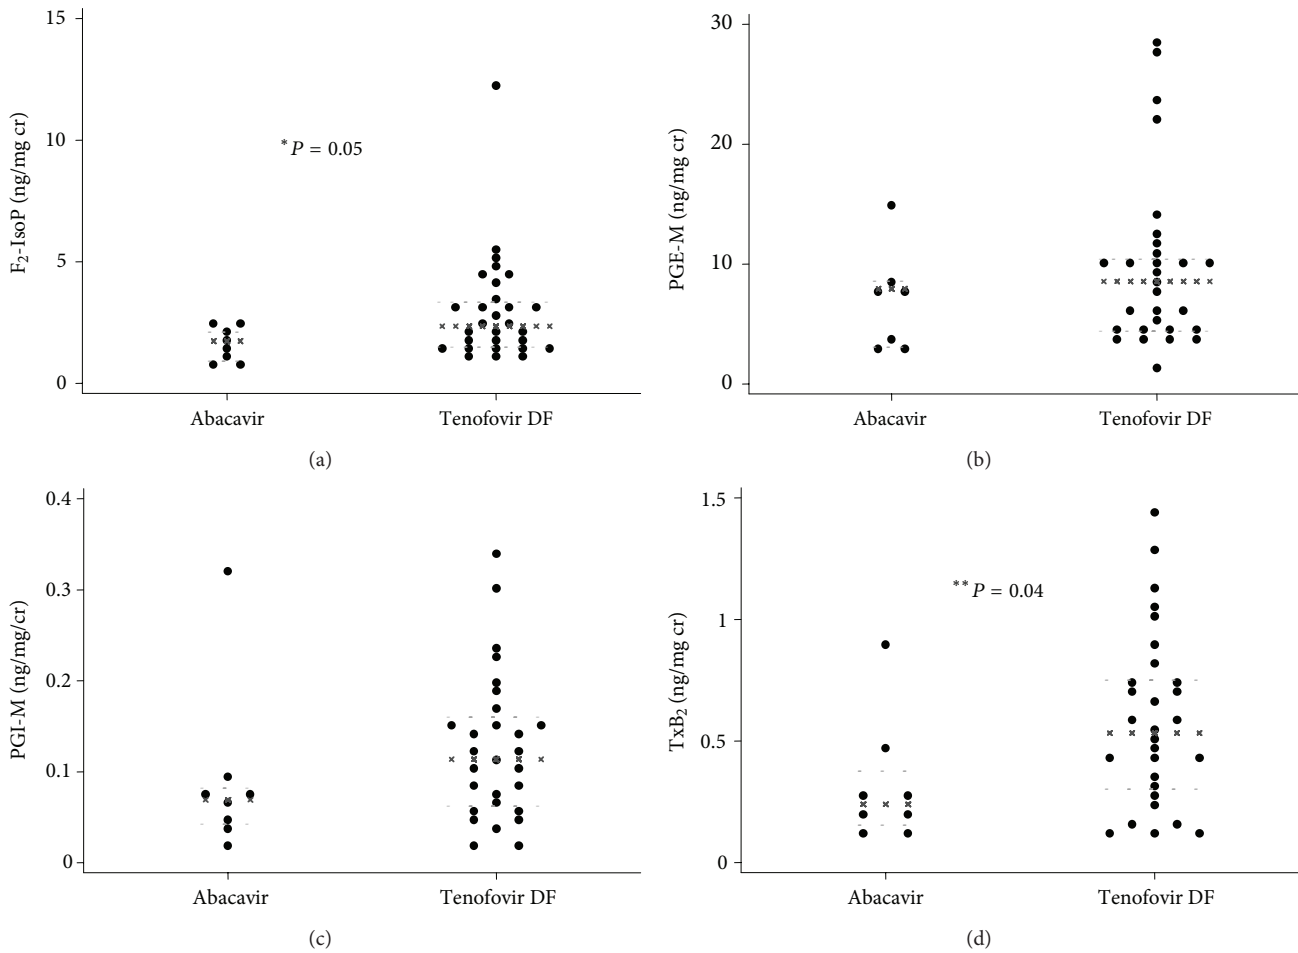 F2-IsoP (ng/mg cr)
15
10
5
0
*P = 0.05
Abacavir
Tenofovir DF
(a)
PGE-M (ng/mg cr)
30
20
10
0
Abacavir
Tenofovir DF
(b)
PGI-M (ng/mg/cr)
0.4
0.3
0.2
0.1
0
Abacavir
Tenofovir DF
(c)
TxB2 (ng/mg cr)
1.5
1
0.5
0
**P = 0.04
Abacavir
Tenofovir DF
(d)